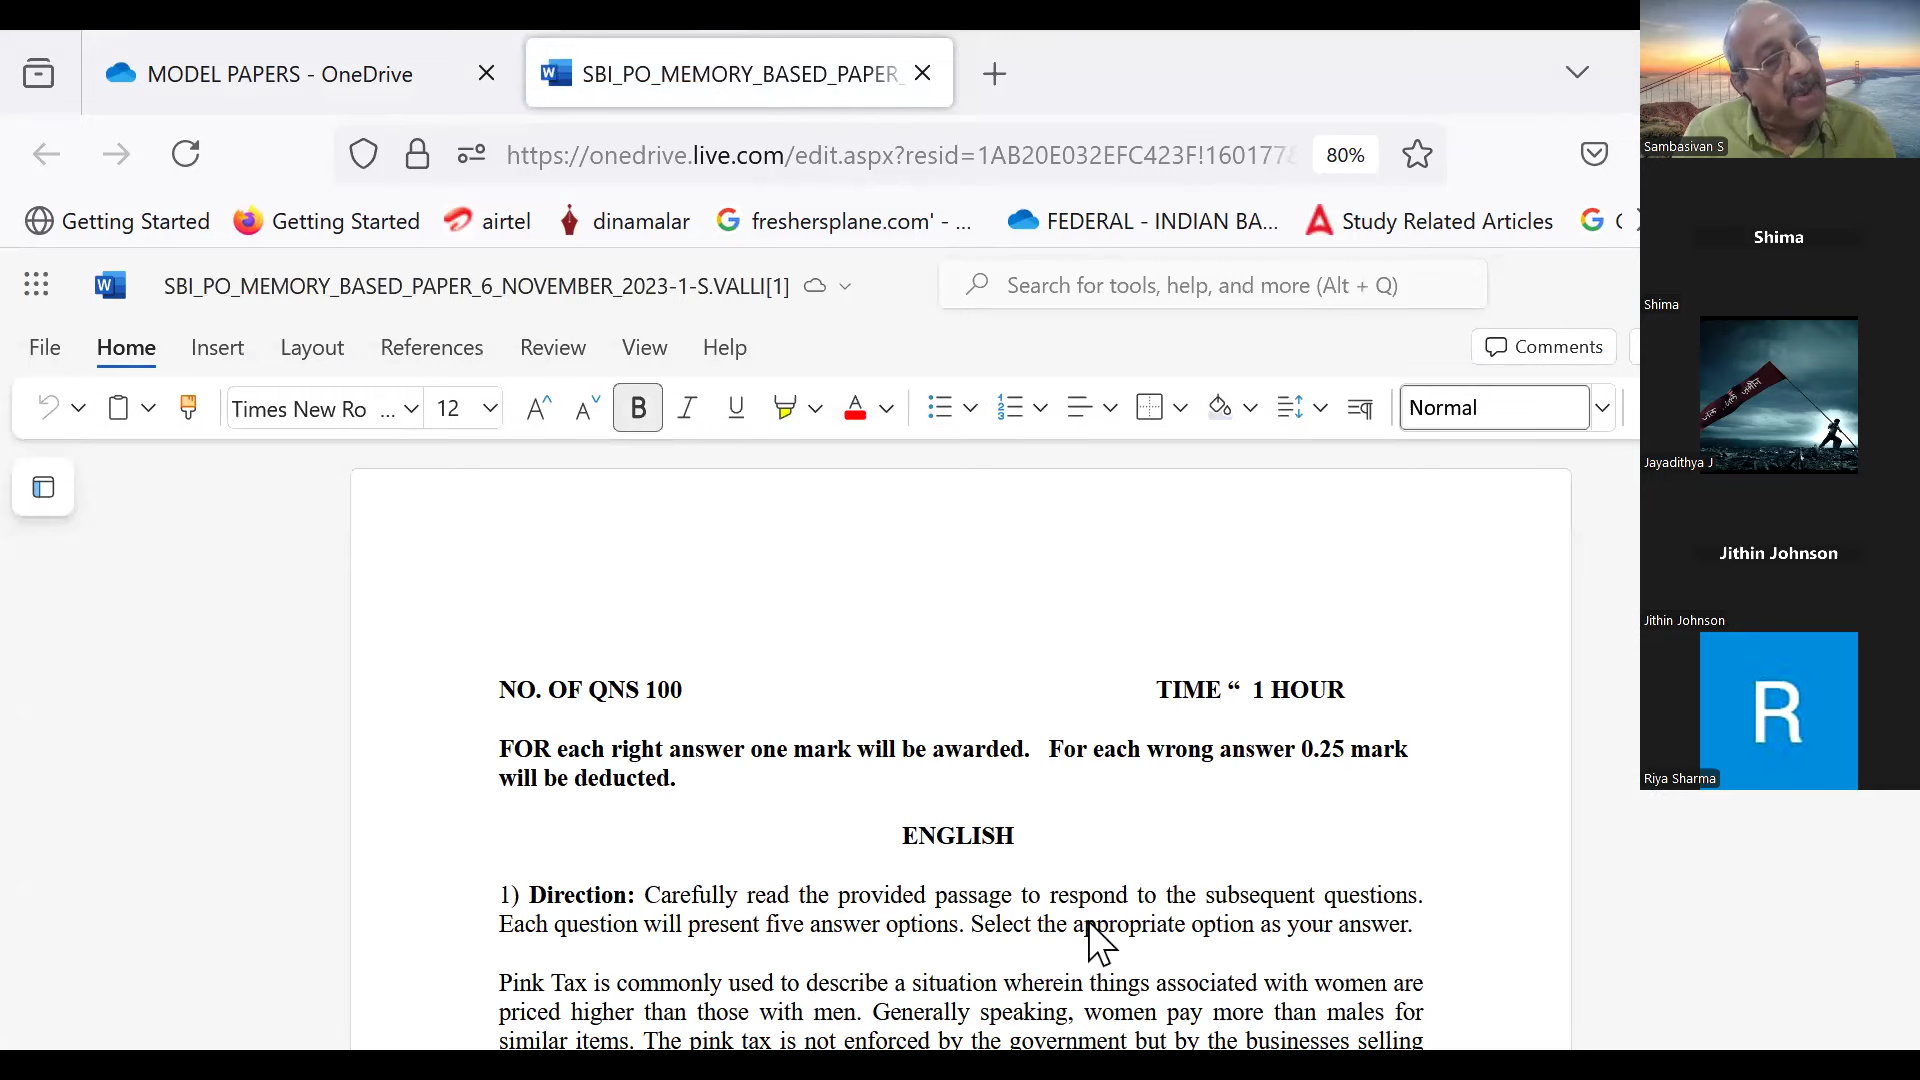 MODEL PAPERS - OneDrive
SBI_PO_MEMORY_BASED_PAPER_
https://onedrive.live.com/edit.aspx?resid=1AB20E032EFC423F!160177
80%
Getting Started
Getting Started
airtel
dinamalar
freshersplane.com' - ...
FEDERAL - INDIAN BA...
Study Related Articles
SBI_PO_MEMORY_BASED_PAPER_6_NOVEMBER_2023-1-S.VALLI[1]
Search for tools, help, and more (Alt + Q)
File Home Insert Layout References Review View Help
Comments
Times New Ro ... 12 B I U A Normal
NO. OF QNS 100 TIME “ 1 HOUR
FOR each right answer one mark will be awarded. For each wrong answer 0.25 mark
will be deducted.
ENGLISH
1) Direction: Carefully read the provided passage to respond to the subsequent questions.
Each question will present five answer options. Select the appropriate option as your answer.
Pink Tax is commonly used to describe a situation wherein things associated with women are
priced higher than those with men. Generally speaking, women pay more than males for
similar items. The pink tax is not enforced by the government but by the businesses selling
Sambasivan S
Shima
Shima
Jayadithya J
Jithin Johnson
Jithin Johnson
R
Riya Sharma